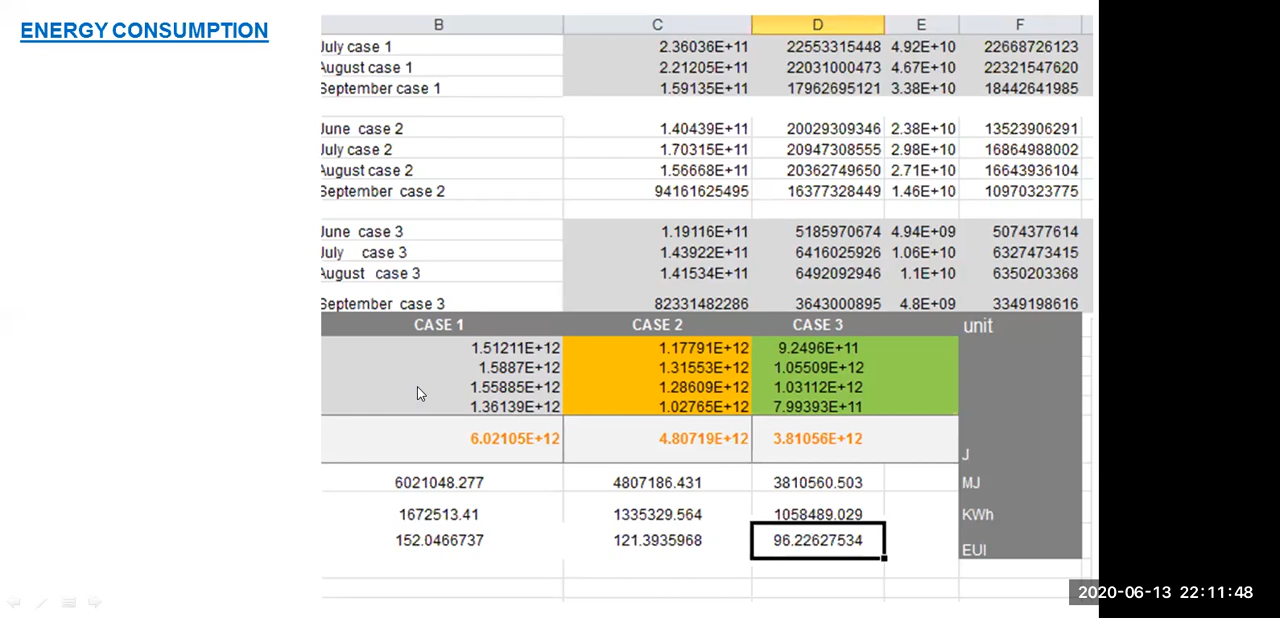 ENERGY CONSUMPTION
B C D E F
July case 1 2.36036E+11 22553315448 4.92E+10 22668726123
August case 1 2.21205E+11 22031000473 4.67E+10 22321547620
September case 1 1.59135E+11 17962695121 3.38E+10 18442641985
June case 2 1.40439E+11 20029309346 2.38E+10 13523906291
July case 2 1.70315E+11 20947308555 2.98E+10 16864988002
August case 2 1.56668E+11 20362749650 2.71E+10 16643936104
September case 2 94161625495 16377328449 1.46E+10 10970323775
June case 3 1.19116E+11 5185970674 4.94E+09 5074377614
July case 3 1.43922E+11 6416025926 1.06E+10 6327473415
August case 3 1.41534E+11 6492092946 1.1E+10 6350203368
September case 3 82331482286 3643000895 4.8E+09 3349198616
CASE 1 CASE 2 CASE 3 unit
1.51211E+12 1.17791E+12 9.2496E+11
1.5887E+12 1.31553E+12 1.05509E+12
1.55885E+12 1.28609E+12 1.03112E+12
1.36139E+12 1.02765E+12 7.99393E+11
6.02105E+12 4.80719E+12 3.81056E+12 J
6021048.277 4807186.431 3810560.503 MJ
1672513.41 1335329.564 1058489.029 KWh
152.0466737 121.3935968 96.22627534 EUI
2020-06-13 22:11:48